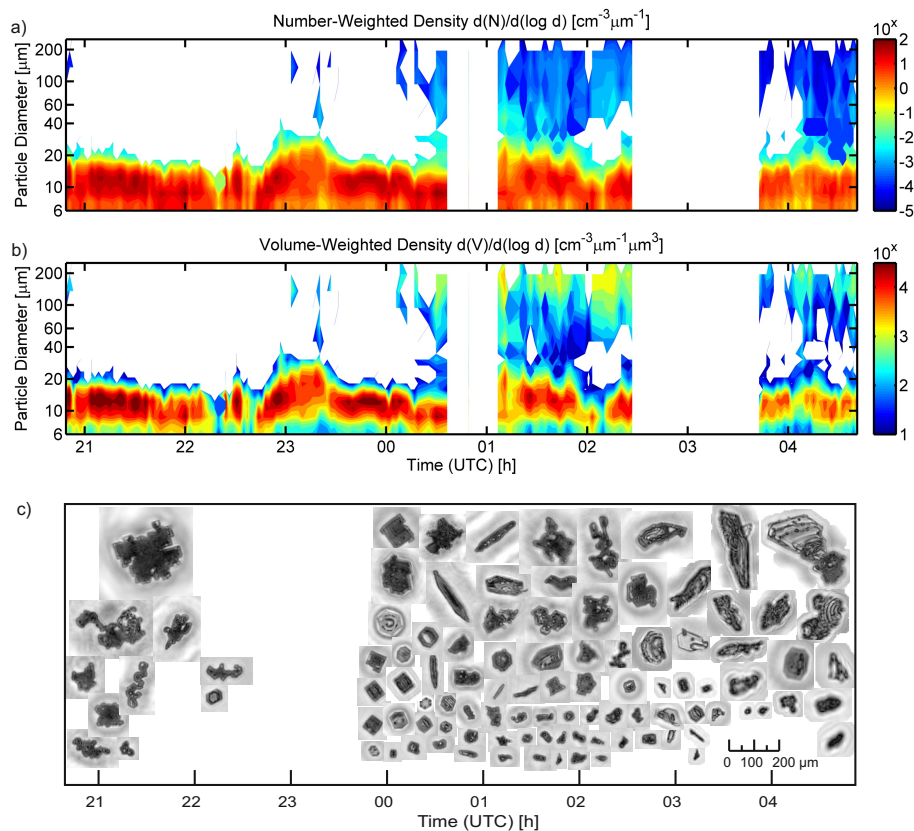 a)
Number-Weighted Density d(N)/d(log d) [cm-3μm-1]
10x
Particle Diameter [μm]
200
100
60
40
20
10
6
2
1
0
-1
-2
-3
-4
-5
b)
Volume-Weighted Density d(V)/d(log d) [cm-3μm-1μm3]
10x
Particle Diameter [μm]
200
100
60
40
20
10
6
4
3
2
1
21 22 23 00 01 02 03 04
Time (UTC) [h]
c)
0 100 200 μm
21 22 23 00 01 02 03 04
Time (UTC) [h]